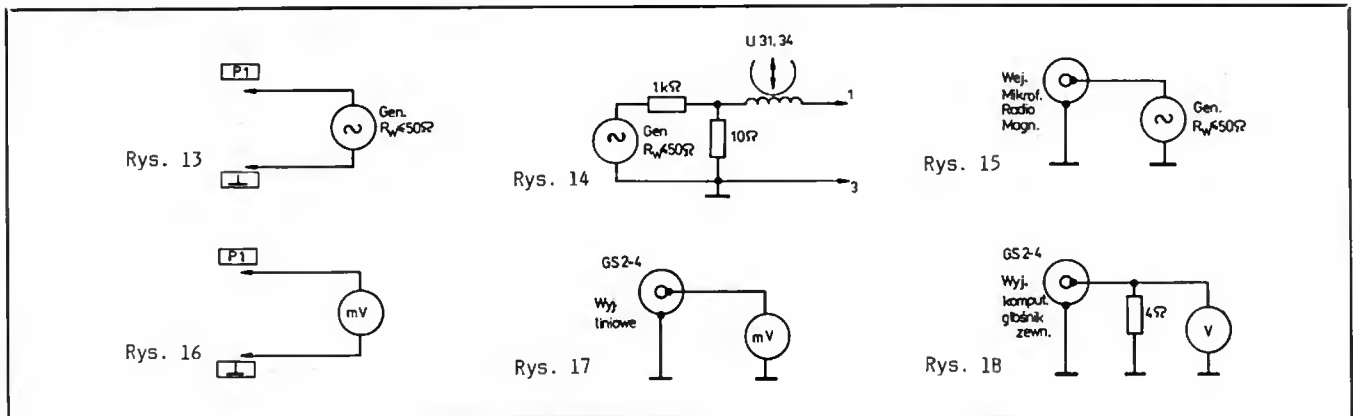 P1
Gen.
RW≤50Ω
Rys. 13
U 31, 34
1kΩ
1
Gen
RW≤50Ω
10Ω
3
Rys. 14
Wej.
Mikrof.
Radio
Magn.
Gen.
RW≤50Ω
Rys. 15
P1
mV
Rys. 16
GS2-4
Wyj.
liniowe
mV
Rys. 17
GS2-4
Wyj.
komput.
głośnik
zewn.
4Ω
V
Rys. 18